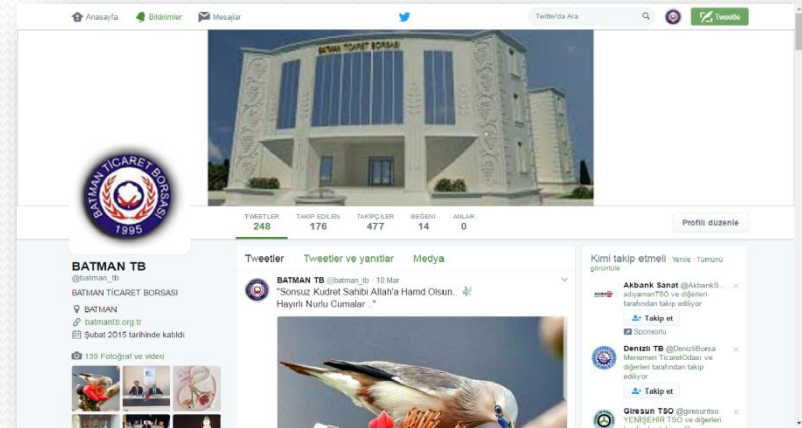 Anasayfa Bildirimler Mesajlar Twitter'da Ara Tweetle
BATMAN TİCARET BORSASI
BATMAN TİCARET BORSASI
1995
TWEETLER TAKİP EDİLEN TAKİPÇİLER BEĞENİ ANLAR
248 176 477 14 0
Profili düzenle
BATMAN TB
@batman_tb
BATMAN TİCARET BORSASI
BATMAN
batmantb.org.tr
Şubat 2015 tarihinde katıldı
139 Fotoğraf ve video
Tweetler Tweetler ve yanıtlar Medya
BATMAN TB @batman_tb · 10 Mar
"Sonsuz Kudret Sahibi Allah'a Hamd Olsun..
Hayırlı Nurlu Cumalar .."
Kimi takip etmeli · Yenile · Tümünü
görüntüle
Akbank Sanat @AkbankS...
adıyamanTSO ve diğerleri
tarafından takip ediliyor
Takip et
Sponsorlu
Denizli TB @DenizliBorsa
Menemen TicaretOdası ve
diğerleri tarafından takip
ediliyor
Takip et
Giresun TSO @giresuntso
YENİŞEHİR TSO ve diğerleri